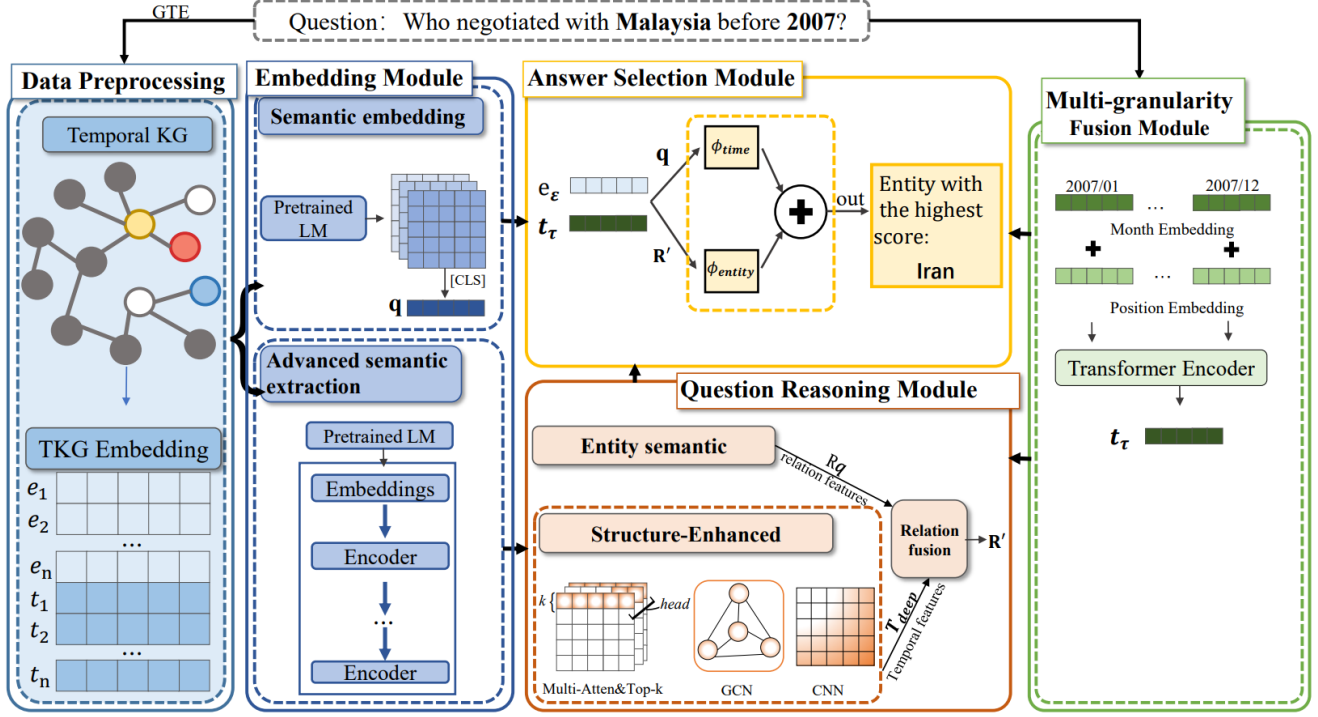 GTE
Question: Who negotiated with Malaysia before 2007?
Data Preprocessing
Temporal KG
TKG Embedding
e1
e2
...
en
t1
t2
...
tn
Embedding Module
Semantic embedding
Pretrained LM
[CLS]
q
Advanced semantic extraction
Pretrained LM
Embeddings
Encoder
...
Encoder
Answer Selection Module
eε
tτ
q
R′
ϕtime
ϕentity
+
out
Entity with
the highest
score:
Iran
Question Reasoning Module
Entity semantic
Rq
relation features
Structure-Enhanced
k{
head
Multi-Atten&Top-k
GCN
CNN
Tdeep
Temporal features
Relation
fusion
R′
Multi-granularity
Fusion Module
2007/01
...
2007/12
Month Embedding
+
+
...
Position Embedding
Transformer Encoder
tτ